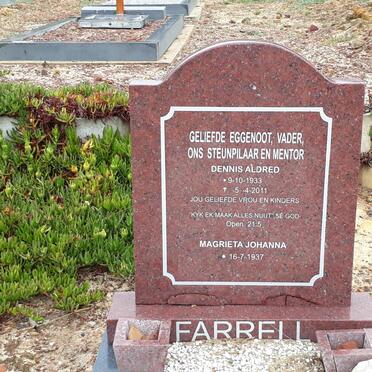 GELIEFDE EGGENOOT, VADER,
ONS STEUNPILAAR EN MENTOR
DENNIS ALDRED
* 9-10-1933
† -5 -4-2011
JOU GELIEFDE VROU EN KINDERS
"KYK EK MAAK ALLES NUUT", SÊ GOD
Open. 21:5
MAGRIETA JOHANNA
* 16-7-1937
FARRELL